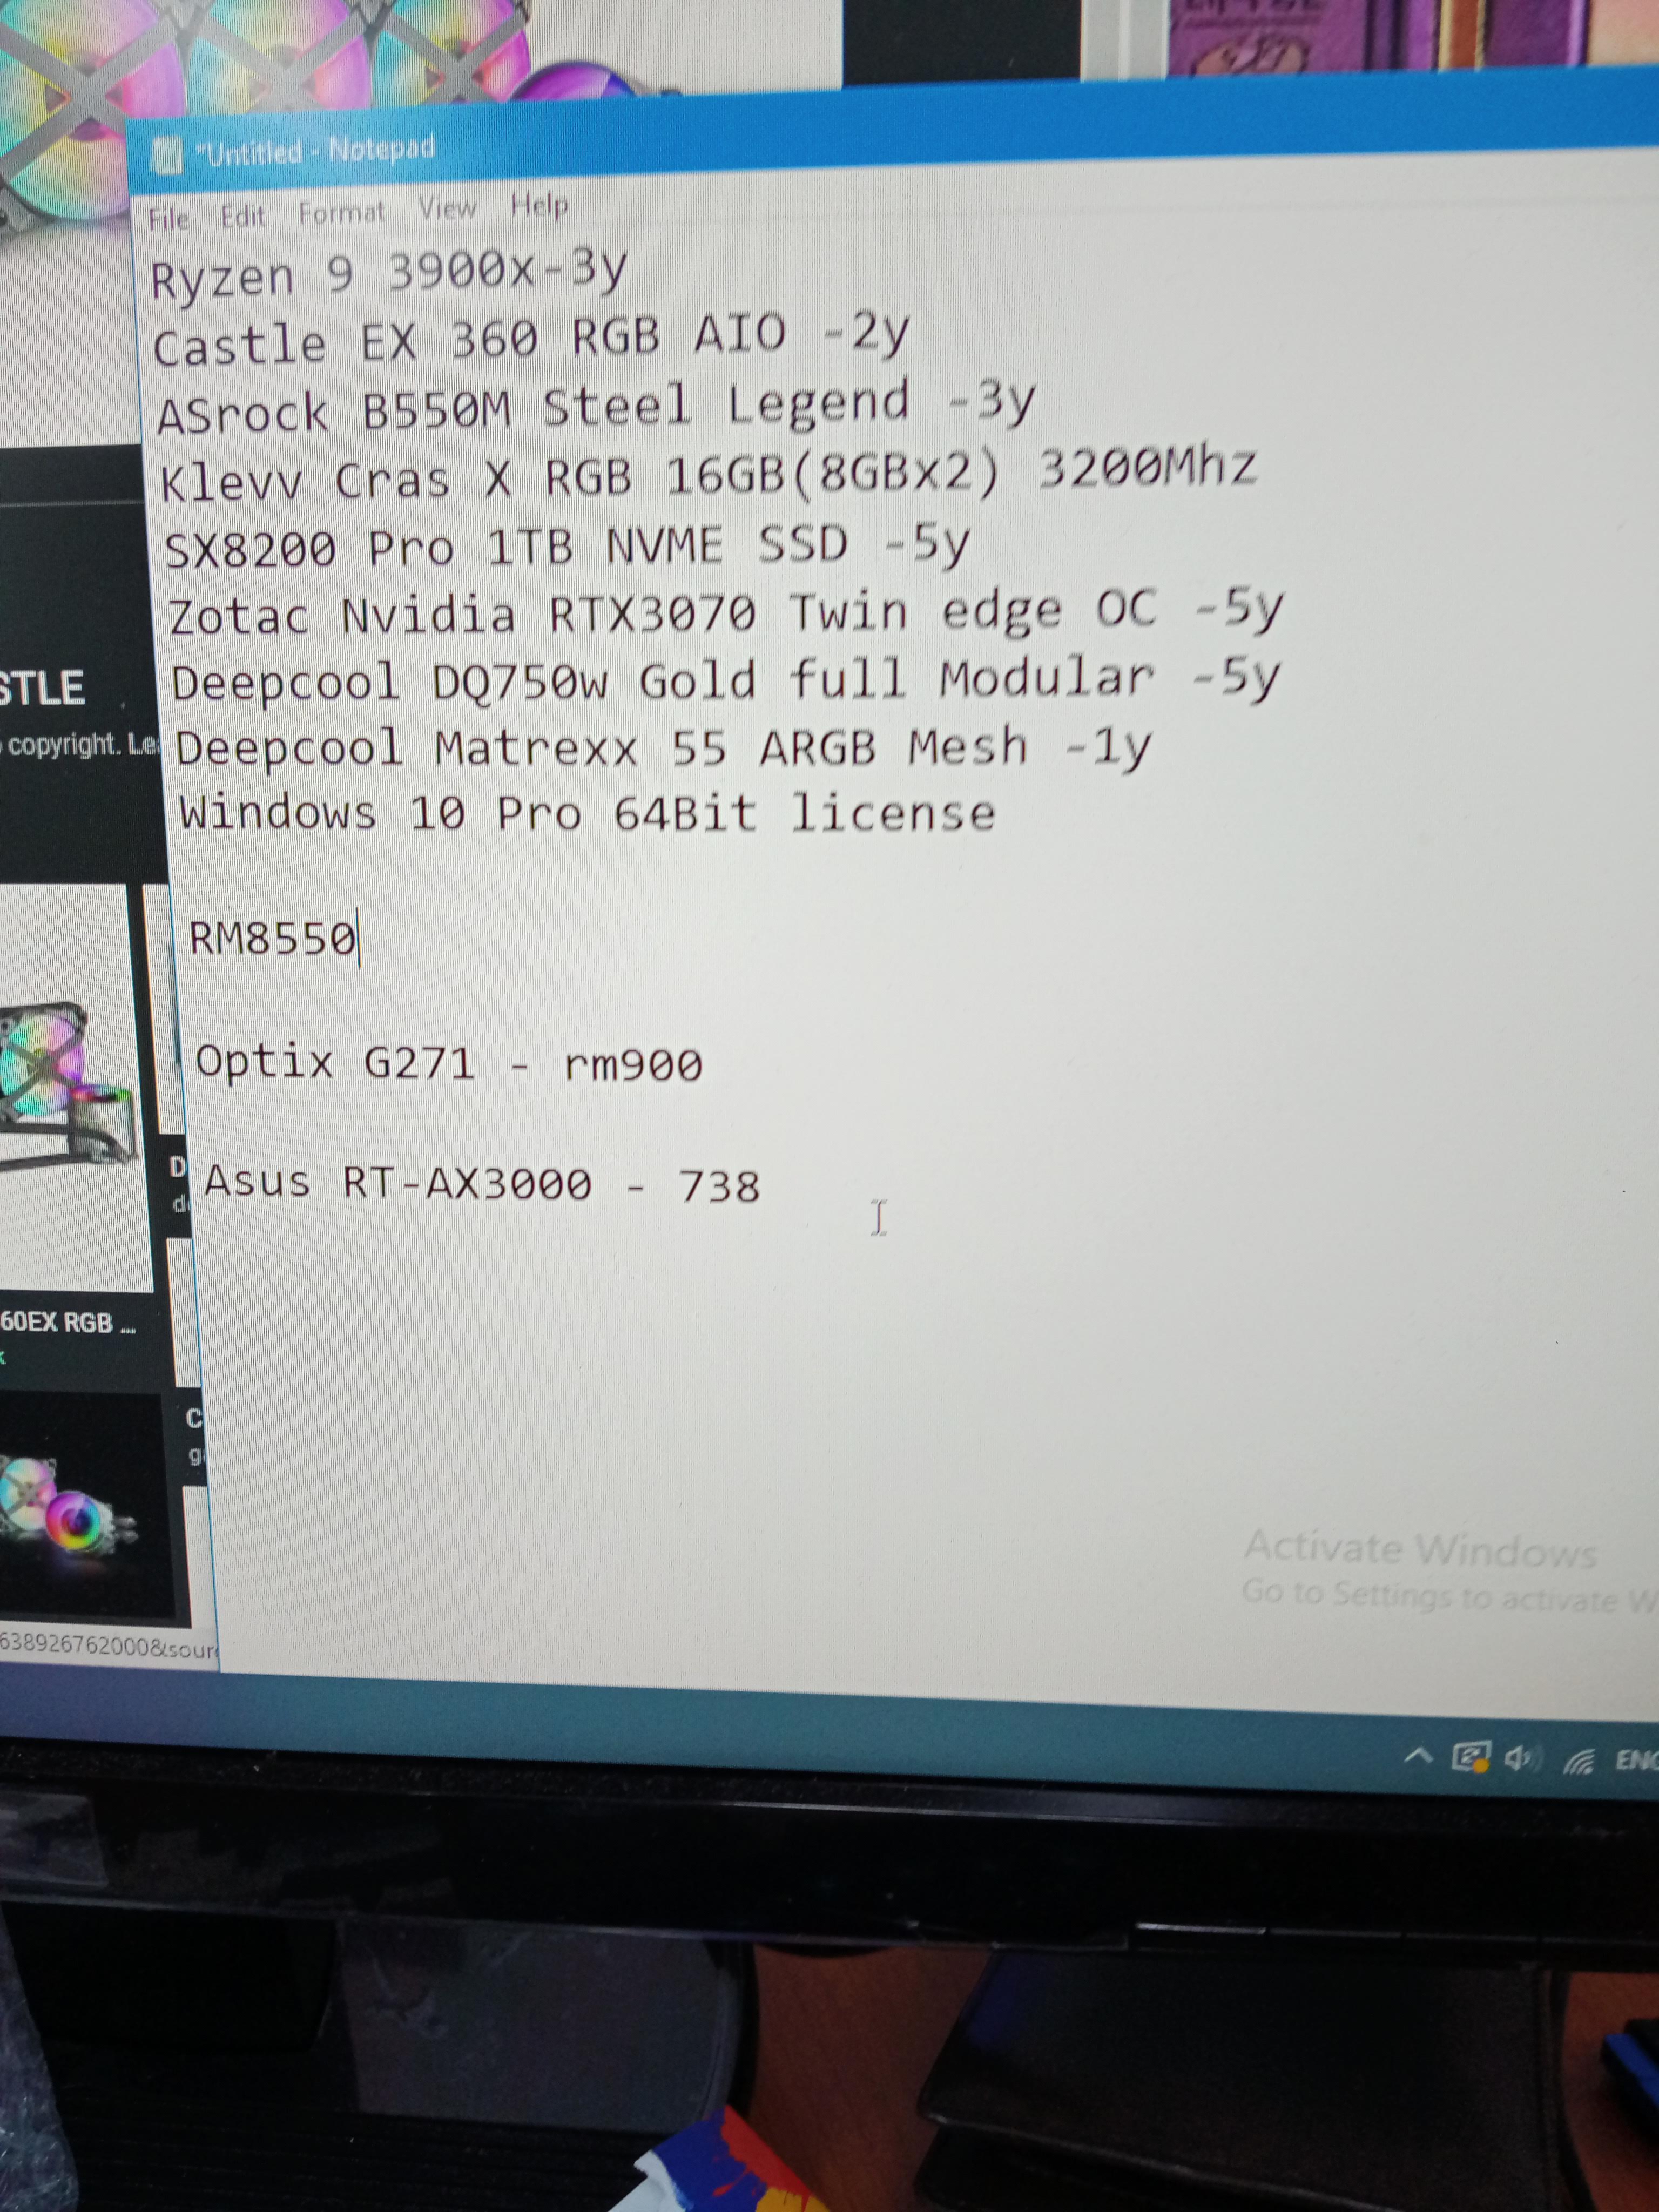 *Untitled - Notepad
File Edit Format View Help
Ryzen 9 3900x-3y
Castle EX 360 RGB AIO -2y
ASrock B550M Steel Legend -3y
Klevv Cras X RGB 16GB(8GBx2) 3200Mhz
SX8200 Pro 1TB NVME SSD -5y
Zotac Nvidia RTX3070 Twin edge OC -5y
Deepcool DQ750w Gold full Modular -5y
Deepcool Matrexx 55 ARGB Mesh -1y
Windows 10 Pro 64Bit license
RM8550
Optix G271 - rm900
Asus RT-AX3000 - 738
STLE
copyright. Le
D
d
60EX RGB ...
k
C
g
638926762000&sour
Activate Windows
Go to Settings to activate W
ENG